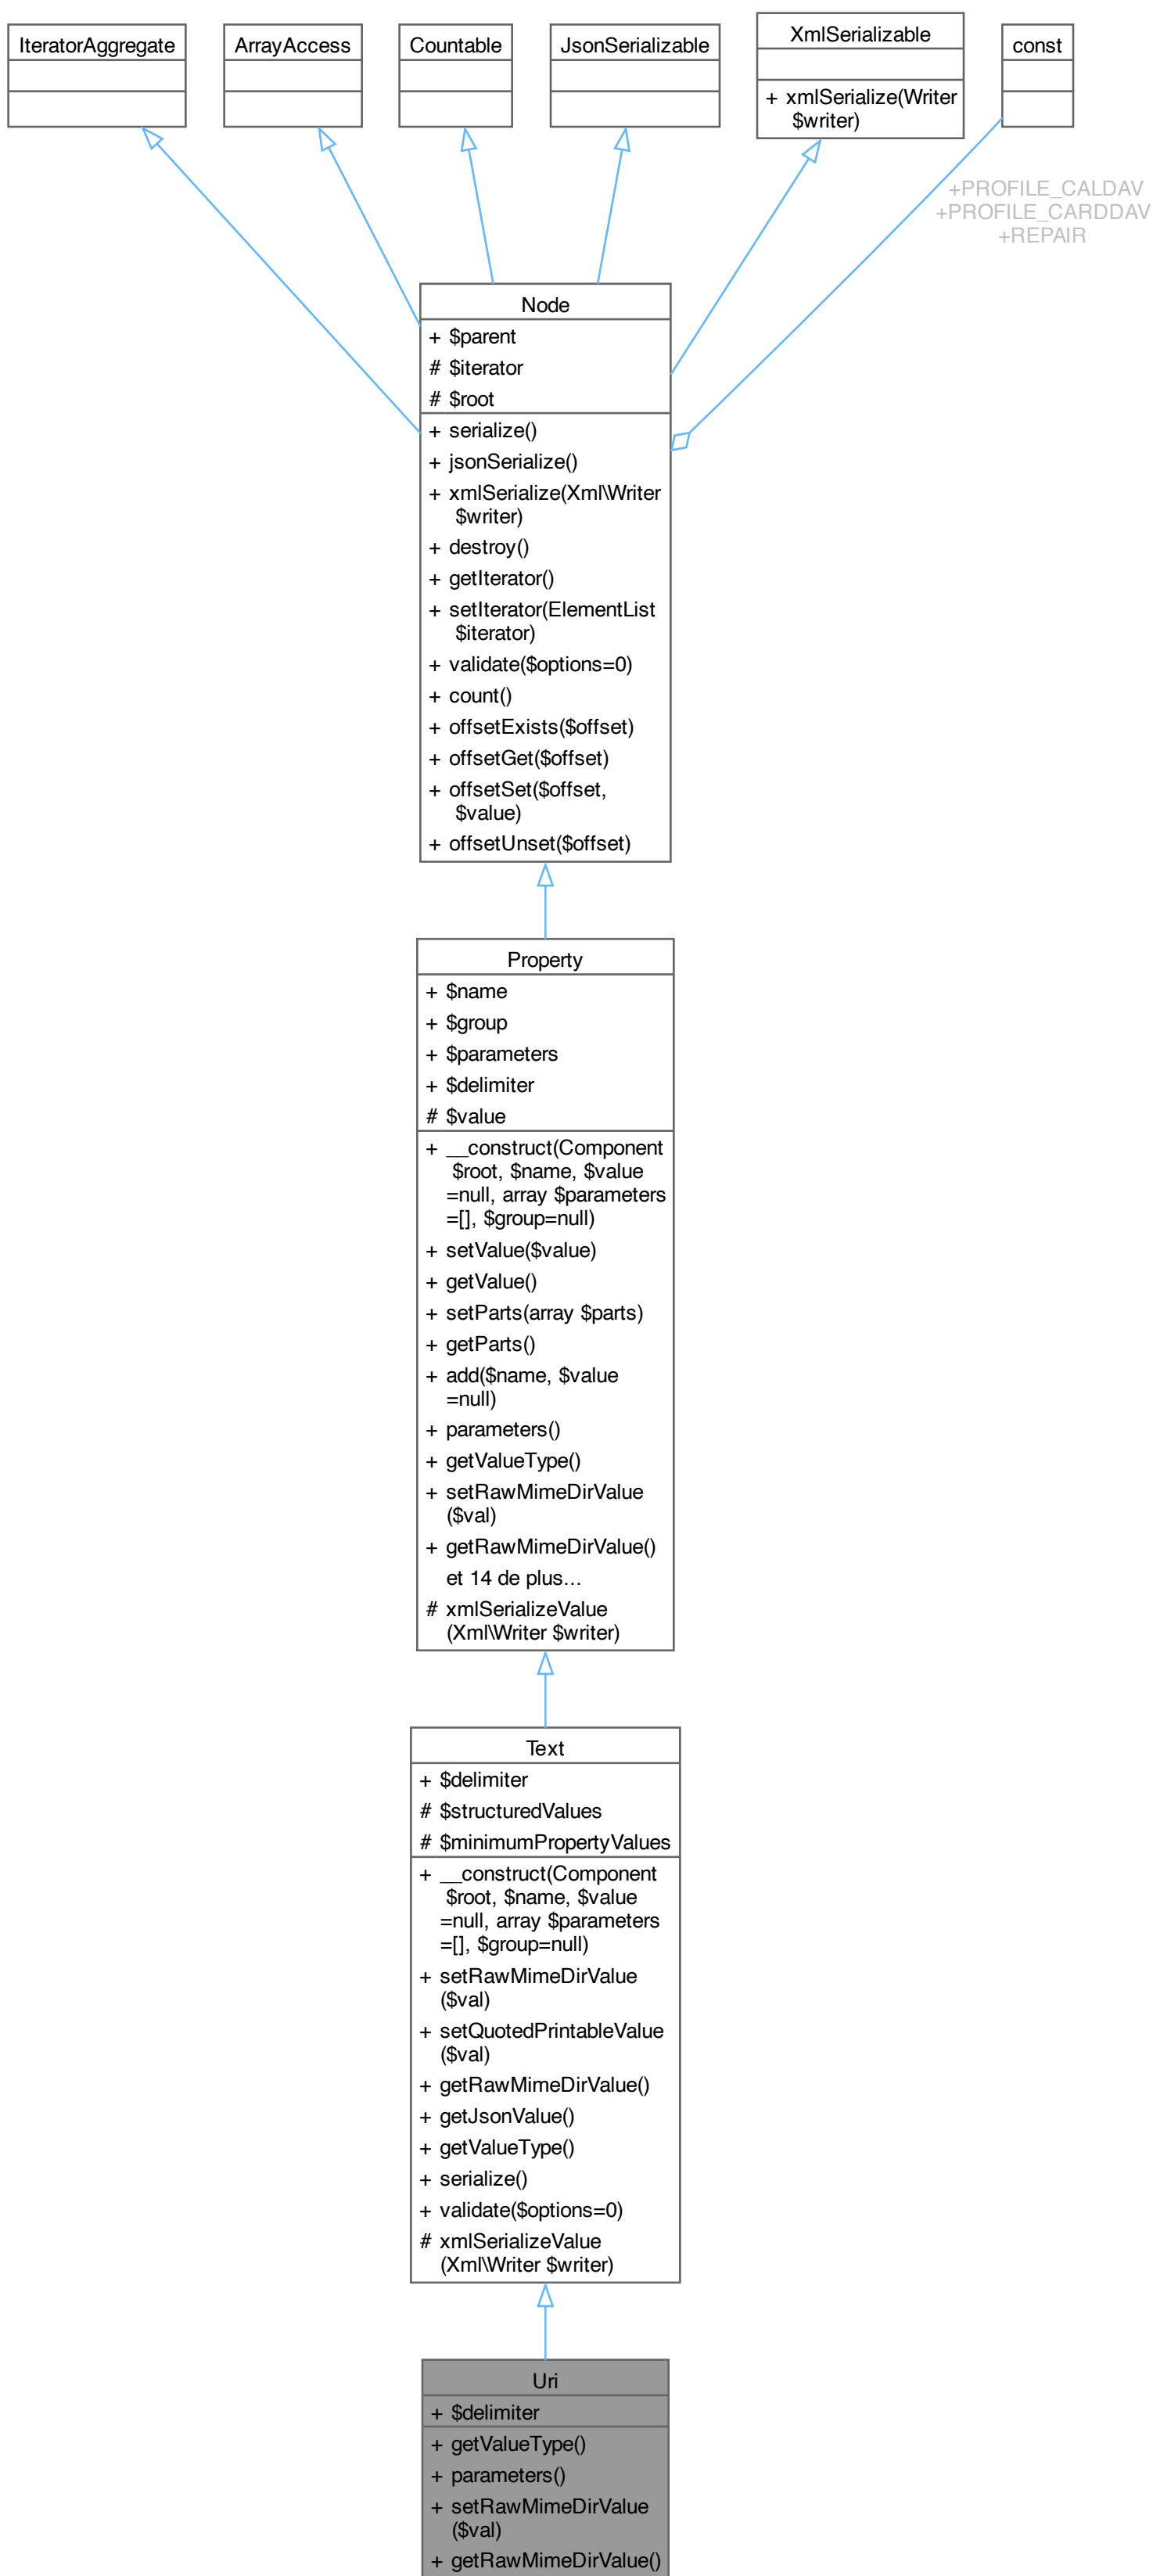 IteratorAggregate
ArrayAccess
Countable
JsonSerializable
XmlSerializable
+ xmlSerialize(Writer
$writer)
const
+PROFILE_CALDAV
+PROFILE_CARDDAV
+REPAIR
Node
+ $parent
# $iterator
# $root
+ serialize()
+ jsonSerialize()
+ xmlSerialize(Xml\Writer
$writer)
+ destroy()
+ getIterator()
+ setIterator(ElementList
$iterator)
+ validate($options=0)
+ count()
+ offsetExists($offset)
+ offsetGet($offset)
+ offsetSet($offset,
$value)
+ offsetUnset($offset)
Property
+ $name
+ $group
+ $parameters
+ $delimiter
# $value
+ __construct(Component
$root, $name, $value
=null, array $parameters
=[], $group=null)
+ setValue($value)
+ getValue()
+ setParts(array $parts)
+ getParts()
+ add($name, $value
=null)
+ parameters()
+ getValueType()
+ setRawMimeDirValue
($val)
+ getRawMimeDirValue()
et 14 de plus...
# xmlSerializeValue
(Xml\Writer $writer)
Text
+ $delimiter
# $structuredValues
# $minimumPropertyValues
+ __construct(Component
$root, $name, $value
=null, array $parameters
=[], $group=null)
+ setRawMimeDirValue
($val)
+ setQuotedPrintableValue
($val)
+ getRawMimeDirValue()
+ getJsonValue()
+ getValueType()
+ serialize()
+ validate($options=0)
# xmlSerializeValue
(Xml\Writer $writer)
Uri
+ $delimiter
+ getValueType()
+ parameters()
+ setRawMimeDirValue
($val)
+ getRawMimeDirValue()